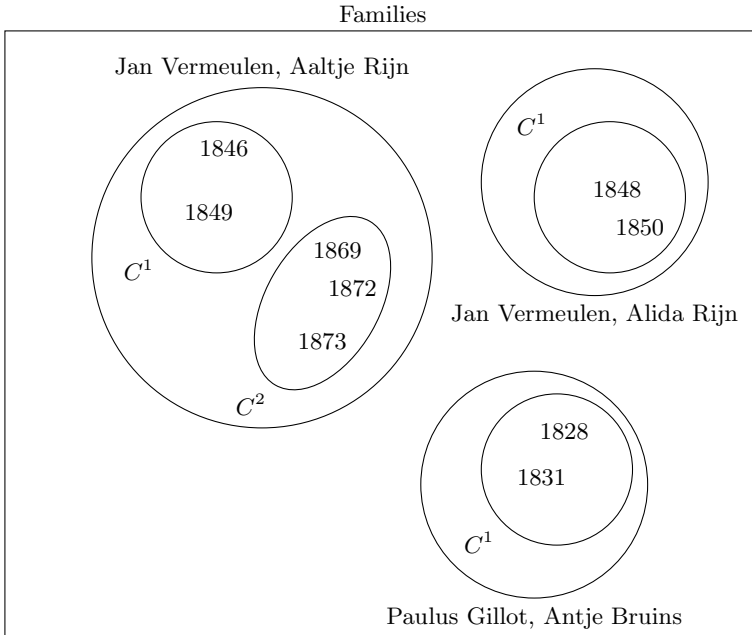 Families
Jan Vermeulen, Aaltje Rijn
C¹
1846
1849
C¹
1848
1850
1869
1872
1873
C²
Jan Vermeulen, Alida Rijn
1828
1831
C¹
Paulus Gillot, Antje Bruins